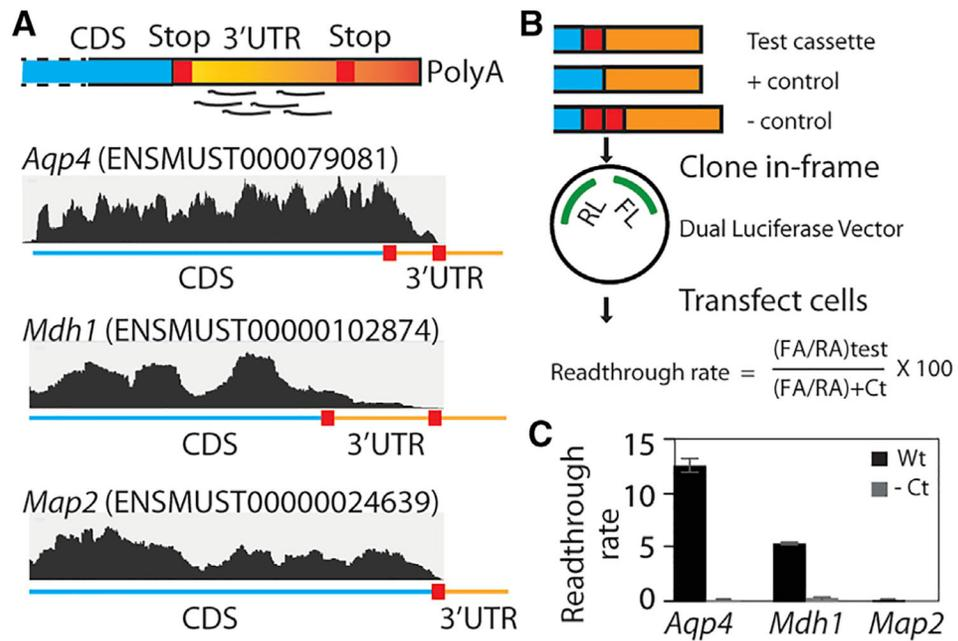 A
CDS Stop 3’UTR Stop
PolyA
Aqp4 (ENSMUST000079081)
CDS 3’UTR
Mdh1 (ENSMUST00000102874)
CDS 3’UTR
Map2 (ENSMUST00000024639)
CDS 3’UTR
B
Test cassette
+ control
- control
Clone in-frame
RL FL
Dual Luciferase Vector
Transfect cells
Readthrough rate = (FA/RA)test
(FA/RA)+Ct
X 100
C
Readthrough
rate
15
10
5
0
Wt
- Ct
Aqp4 Mdh1 Map2